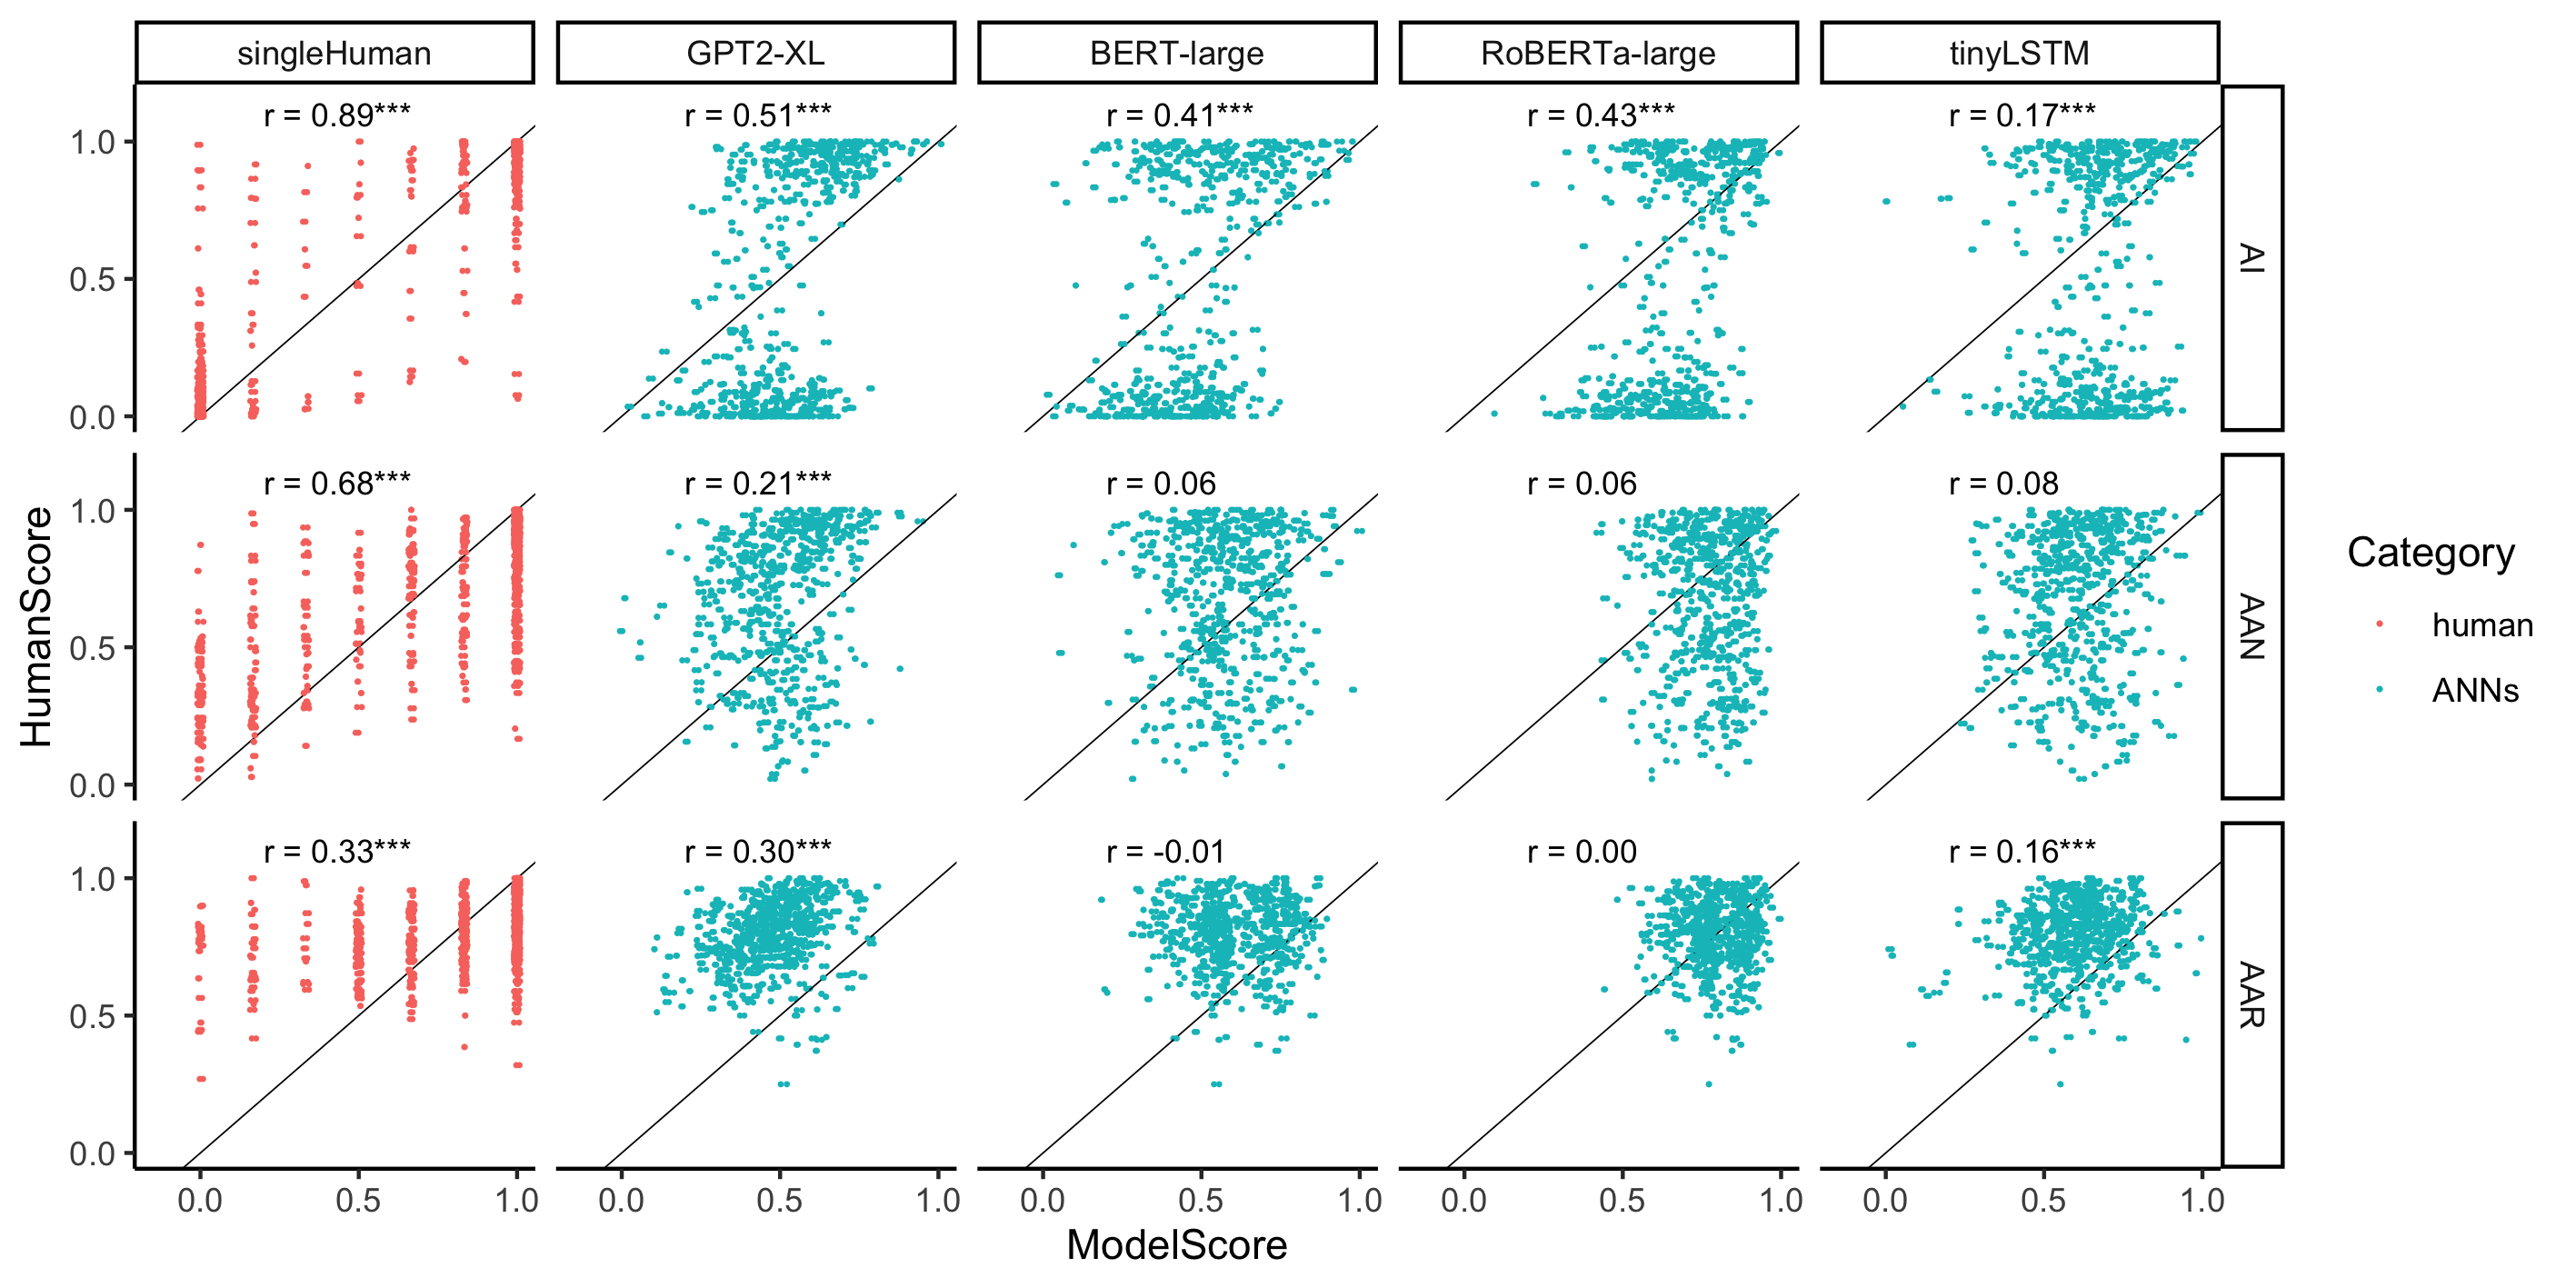 singleHuman GPT2-XL BERT-large RoBERTa-large tinyLSTM
r = 0.89*** r = 0.51*** r = 0.41*** r = 0.43*** r = 0.17***
1.0
0.5
0.0
AI
r = 0.68*** r = 0.21*** r = 0.06 r = 0.06 r = 0.08
1.0
0.5
0.0
AAN
r = 0.33*** r = 0.30*** r = -0.01 r = 0.00 r = 0.16***
1.0
0.5
0.0
AAR
HumanScore
0.0 0.5 1.0 0.0 0.5 1.0 0.0 0.5 1.0 0.0 0.5 1.0 0.0 0.5 1.0
ModelScore
Category
human
ANNs